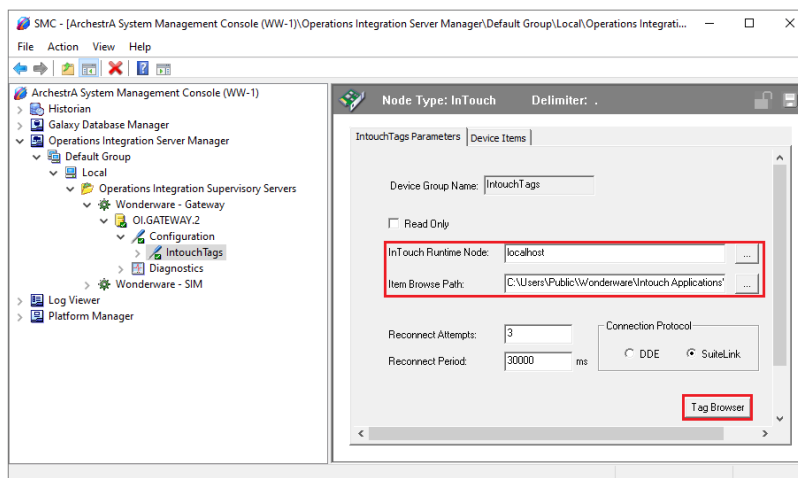 SMC - [ArchestrA System Management Console (WW-1)\Operations Integration Server Manager\Default Group\Local\Operations Integrati...
File Action View Help
ArchestrA System Management Console (WW-1)
Historian
Galaxy Database Manager
Operations Integration Server Manager
Default Group
Local
Operations Integration Supervisory Servers
Wonderware - Gateway
OI.GATEWAY.2
Configuration
IntouchTags
Diagnostics
Wonderware - SIM
Log Viewer
Platform Manager
Node Type: InTouch Delimiter: .
IntouchTags Parameters Device Items
Device Group Name: IntouchTags
Read Only
InTouch Runtime Node: localhost ...
Item Browse Path: C:\Users\Public\Wonderware\Intouch Applications' ...
Reconnect Attempts: 3
Reconnect Period: 30000 ms
Connection Protocol
DDE SuiteLink
Tag Browser